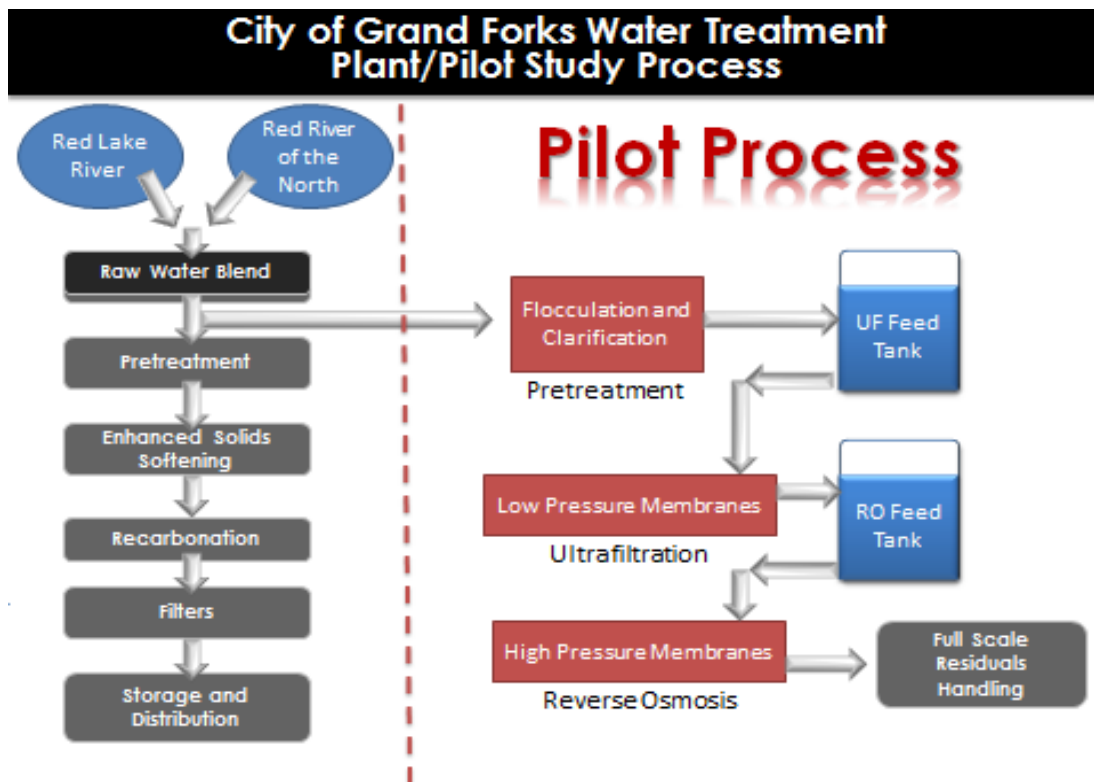 City of Grand Forks Water Treatment
Plant/Pilot Study Process
Red Lake
River
Red River
of the
North
Raw Water Blend
Pretreatment
Enhanced Solids
Softening
Recarbonation
Filters
Storage and
Distribution
Pilot Process
Flocculation and
Clarification
Pretreatment
UF Feed
Tank
Low Pressure Membranes
Ultrafiltration
RO Feed
Tank
High Pressure Membranes
Reverse Osmosis
Full Scale
Residuals
Handling